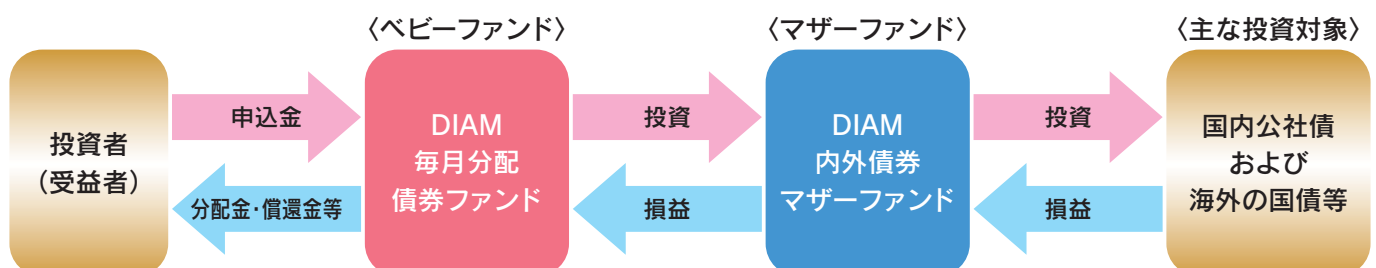 〈ベビーファンド〉
〈マザーファンド〉
〈主な投資対象〉
投資者
（受益者）
申込金
分配金・償還金等
DIAM
毎月分配
債券ファンド
投資
損益
DIAM
内外債券
マザーファンド
投資
損益
国内公社債
および
海外の国債等